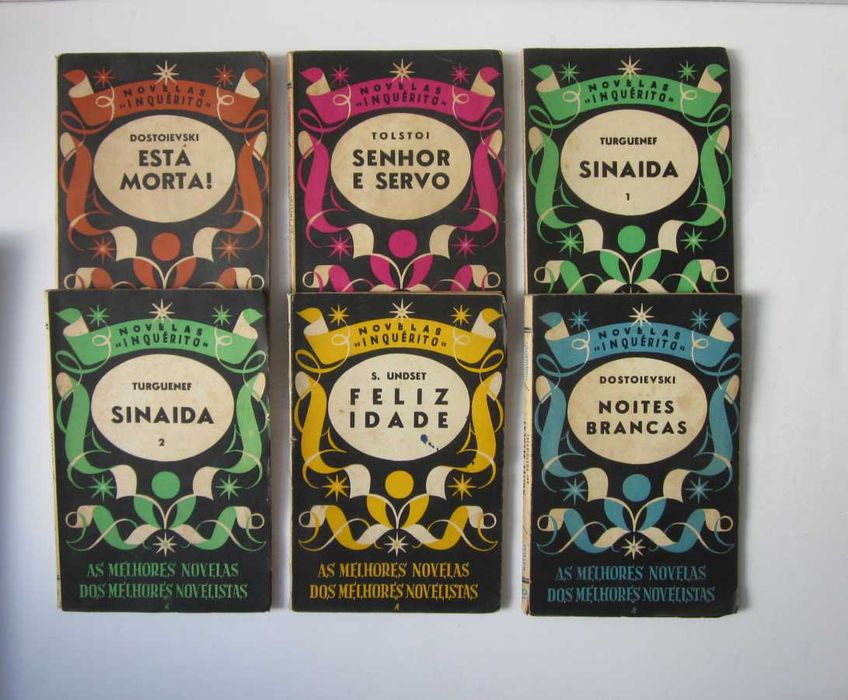 NOVELAS
"INQUÉRITO"
DOSTOIEVSKI
ESTÁ
MORTA!
NOVELAS
"INQUÉRITO"
TOLSTOI
SENHOR
E SERVO
NOVELAS
"INQUÉRITO"
TURGUENEF
SINAIDA
1
NOVELAS
"INQUÉRITO"
TURGUENEF
SINAIDA
2
AS MELHORES NOVELAS
DOS MELHORES NOVELISTAS
NOVELAS
"INQUÉRITO"
S. UNDSET
FELIZ
IDADE
AS MELHORES NOVELAS
DOS MELHORES NOVELISTAS
NOVELAS
"INQUÉRITO"
DOSTOIEVSKI
NOITES
BRANCAS
AS MELHORES NOVELAS
DOS MELHORES NOVELISTAS